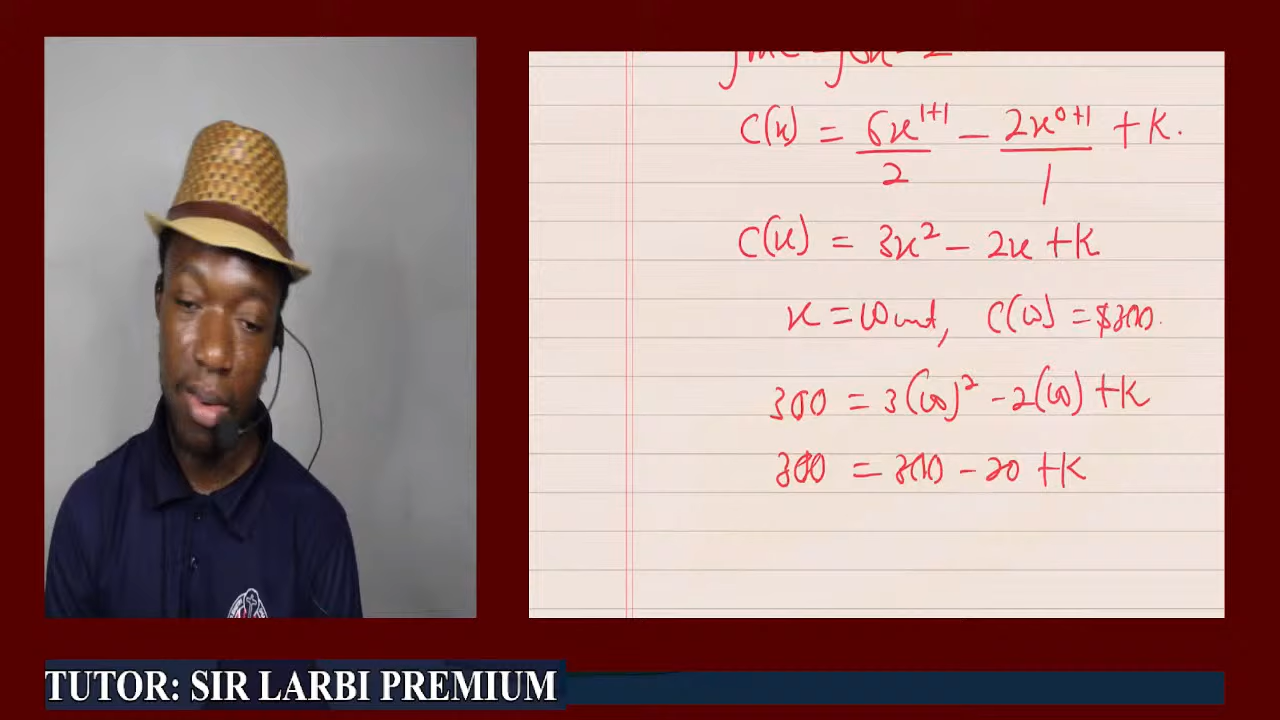 C(x) = 6x^{1+1}/2 - 2x^{0+1}/1 + K.
C(x) = 3x² - 2x + K
x = 10 unit, C(10) = $300.
300 = 3(10)² - 2(10) + K
300 = 300 - 20 + K
TUTOR: SIR LARBI PREMIUM